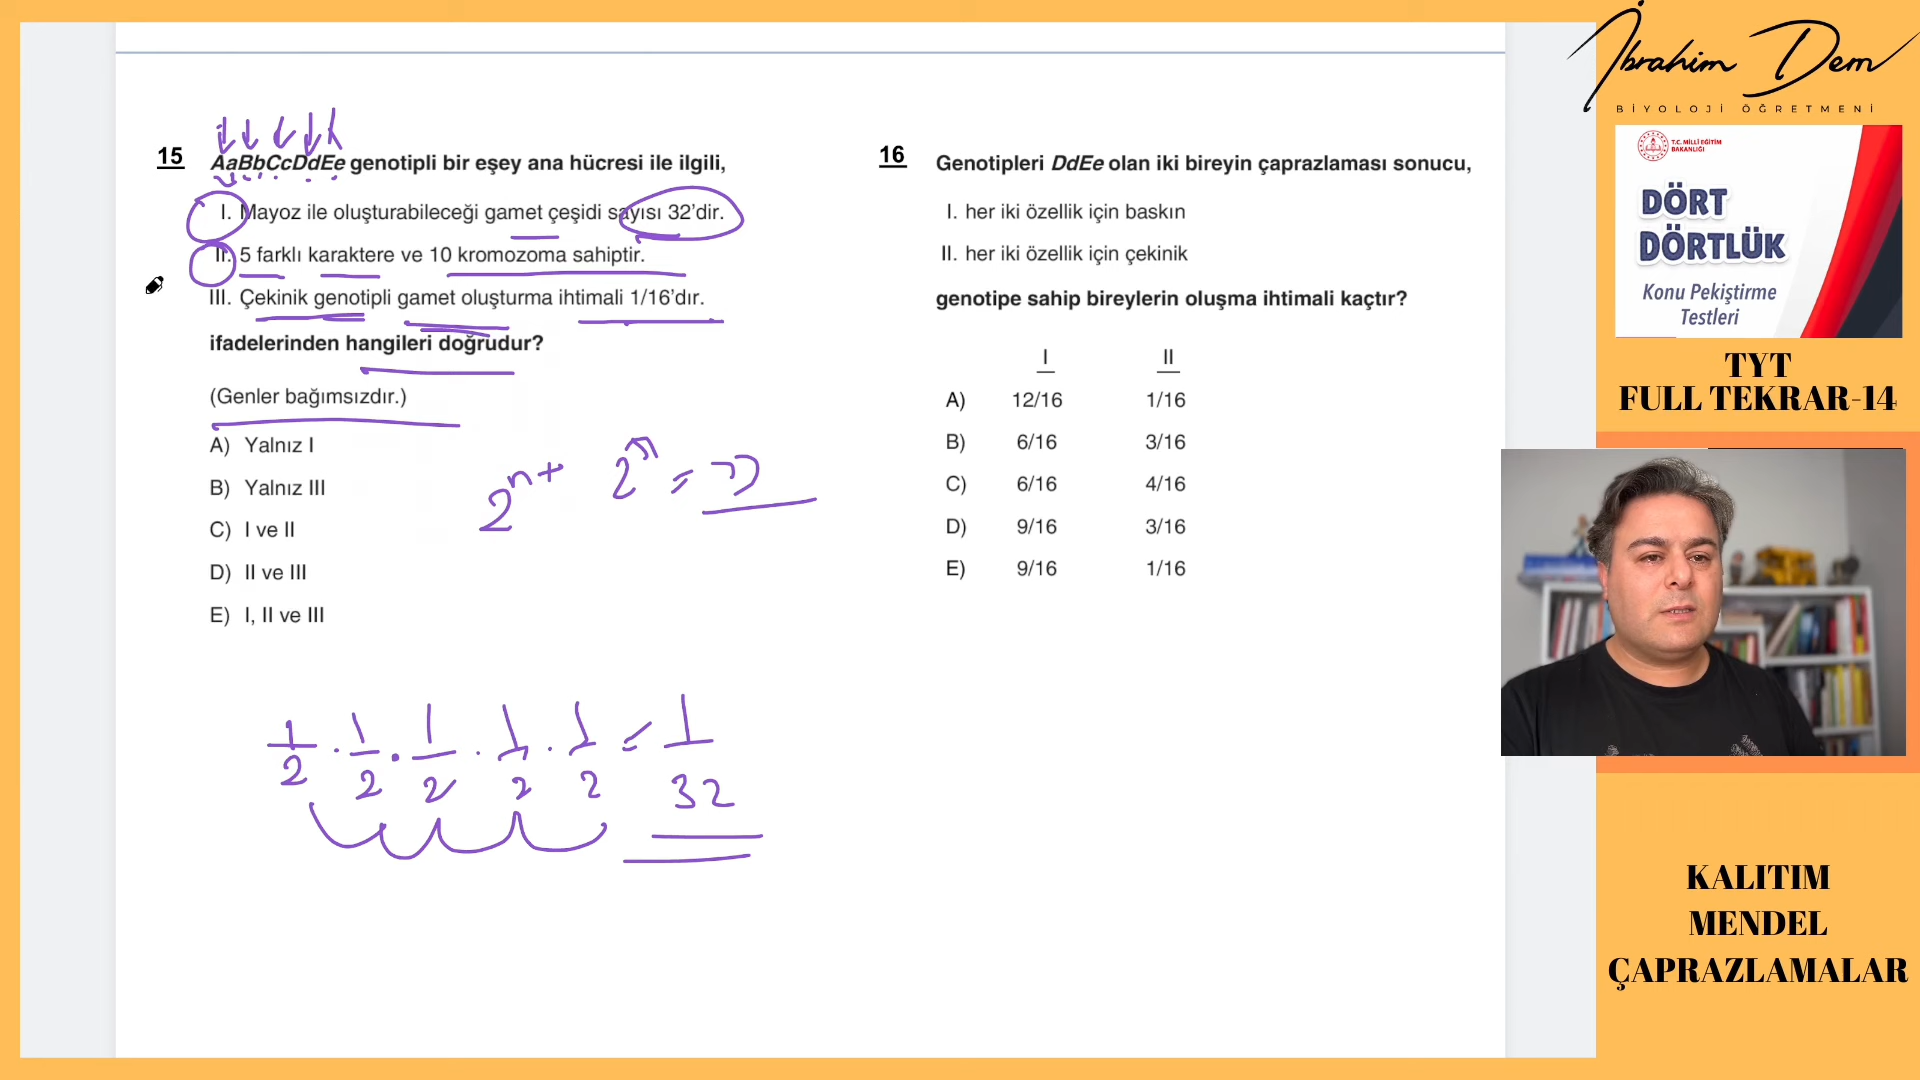 İbrahim Dem
BİYOLOJİ ÖĞRETMENİ
15
AaBbCcDdEe genotipli bir eşey ana hücresi ile ilgili,
I. Mayoz ile oluşturabileceği gamet çeşidi sayısı 32'dir.
II. 5 farklı karaktere ve 10 kromozoma sahiptir.
III. Çekinik genotipli gamet oluşturma ihtimali 1/16'dır.
ifadelerinden hangileri doğrudur?
(Genler bağımsızdır.)
A) Yalnız I
B) Yalnız III
C) I ve II
D) II ve III
E) I, II ve III
2^n
1/2 . 1/2 . 1/2 . 1/2 . 1/2 = 1/32
16
Genotipleri DdEe olan iki bireyin çaprazlaması sonucu,
I. her iki özellik için baskın
II. her iki özellik için çekinik
genotipe sahip bireylerin oluşma ihtimali kaçtır?
I II
A) 12/16 1/16
B) 6/16 3/16
C) 6/16 4/16
D) 9/16 3/16
E) 9/16 1/16
T.C. MİLLÎ EĞİTİM
BAKANLIĞI
DÖRT
DÖRTLÜK
Konu Pekiştirme
Testleri
TYT
FULL TEKRAR-14
KALITIM
MENDEL
ÇAPRAZLAMALAR